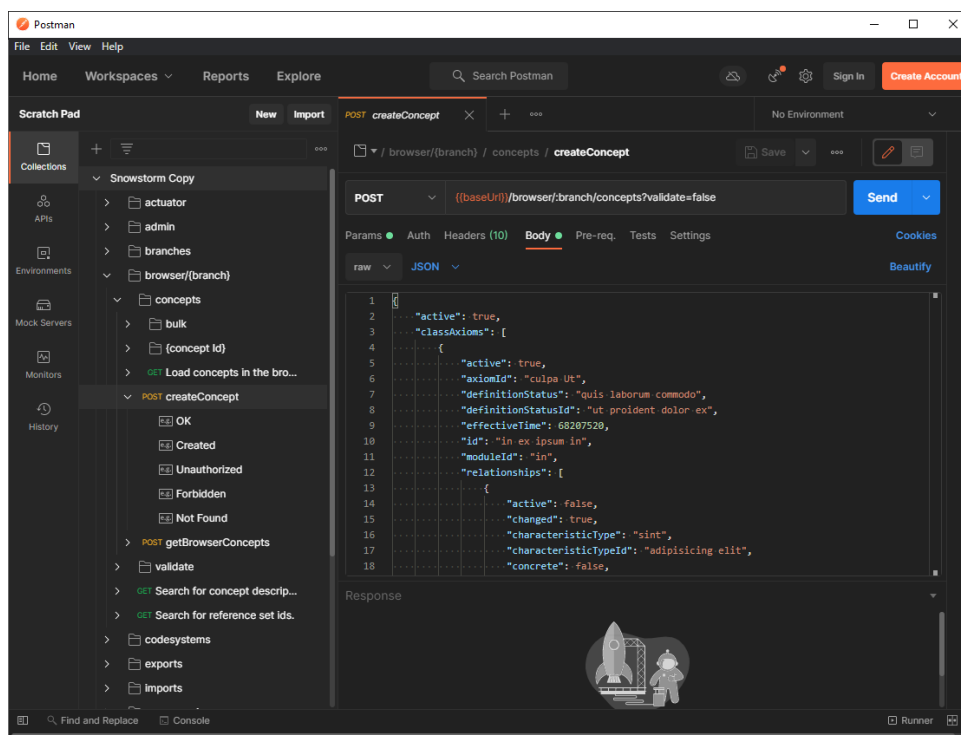 Postman
File Edit View Help
Home Workspaces Reports Explore Search Postman Sign In Create Account
Scratch Pad New Import
POST createConcept No Environment
Collections
APIs
Environments
Mock Servers
Monitors
History
Snowstorm Copy
actuator
admin
branches
browser/{branch}
concepts
bulk
{concept Id}
GET Load concepts in the bro...
POST createConcept
e.g. OK
e.g. Created
e.g. Unauthorized
e.g. Forbidden
e.g. Not Found
POST getBrowserConcepts
validate
GET Search for concept descrip...
GET Search for reference set ids.
codesystems
exports
imports
/ browser/{branch} / concepts / createConcept Save
POST {{baseUrl}}/browser/:branch/concepts?validate=false Send
Params Auth Headers (10) Body Pre-req. Tests Settings Cookies
raw JSON Beautify
1 {
2 "active": true,
3 "classAxioms": [
4 {
5 "active": true,
6 "axiomId": "culpa Ut",
7 "definitionStatus": "quis laborum commodo",
8 "definitionStatusId": "ut proident dolor ex",
9 "effectiveTime": 68207520,
10 "id": "in ex ipsum in",
11 "moduleId": "in",
12 "relationships": [
13 {
14 "active": false,
15 "changed": true,
16 "characteristicType": "sint",
17 "characteristicTypeId": "adipisicing elit",
18 "concrete": false,
Response
Find and Replace Console Runner